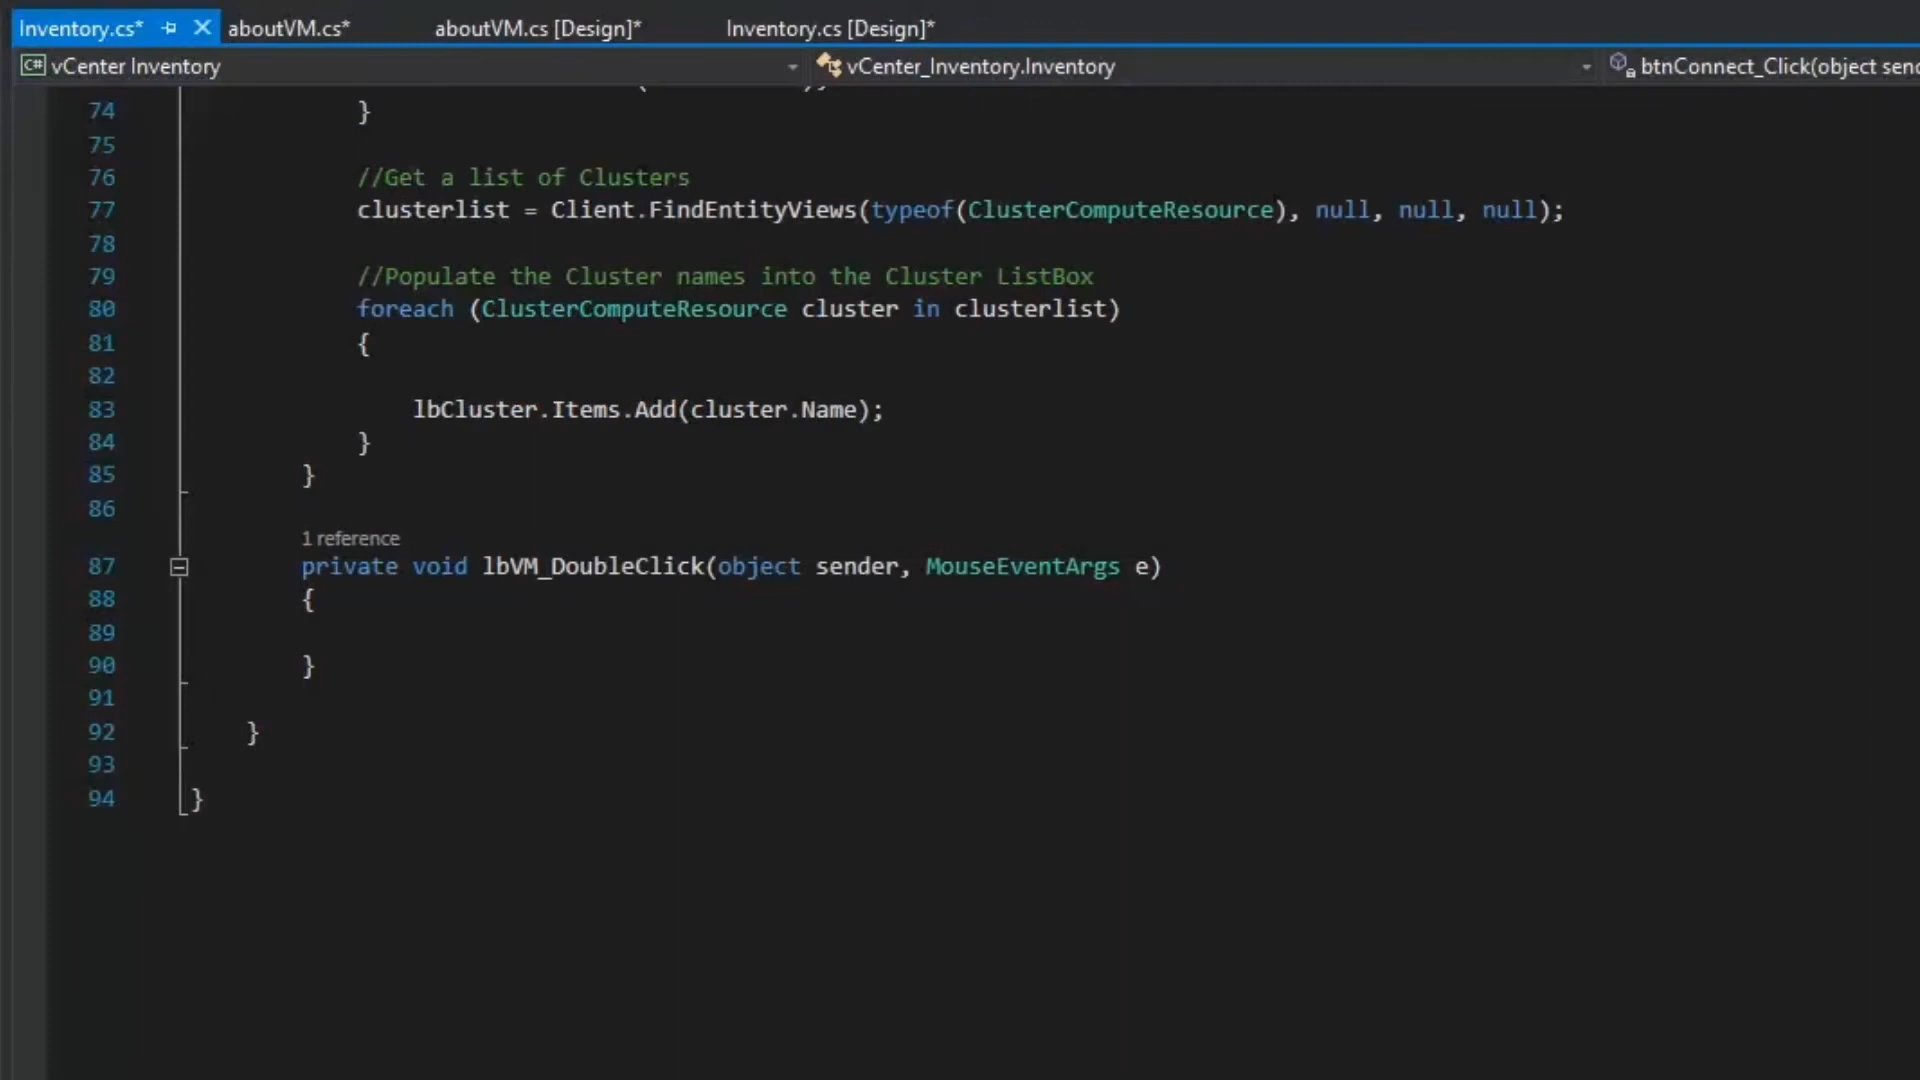 Inventory.cs* aboutVM.cs* aboutVM.cs [Design]* Inventory.cs [Design]*
C# vCenter Inventory vCenter_Inventory.Inventory btnConnect_Click(object senc
74 }
75
76 //Get a list of Clusters
77 clusterlist = Client.FindEntityViews(typeof(ClusterComputeResource), null, null, null);
78
79 //Populate the Cluster names into the Cluster ListBox
80 foreach (ClusterComputeResource cluster in clusterlist)
81 {
82
83 lbCluster.Items.Add(cluster.Name);
84 }
85 }
86
1 reference
87 private void lbVM_DoubleClick(object sender, MouseEventArgs e)
88 {
89
90 }
91
92 }
93
94 }